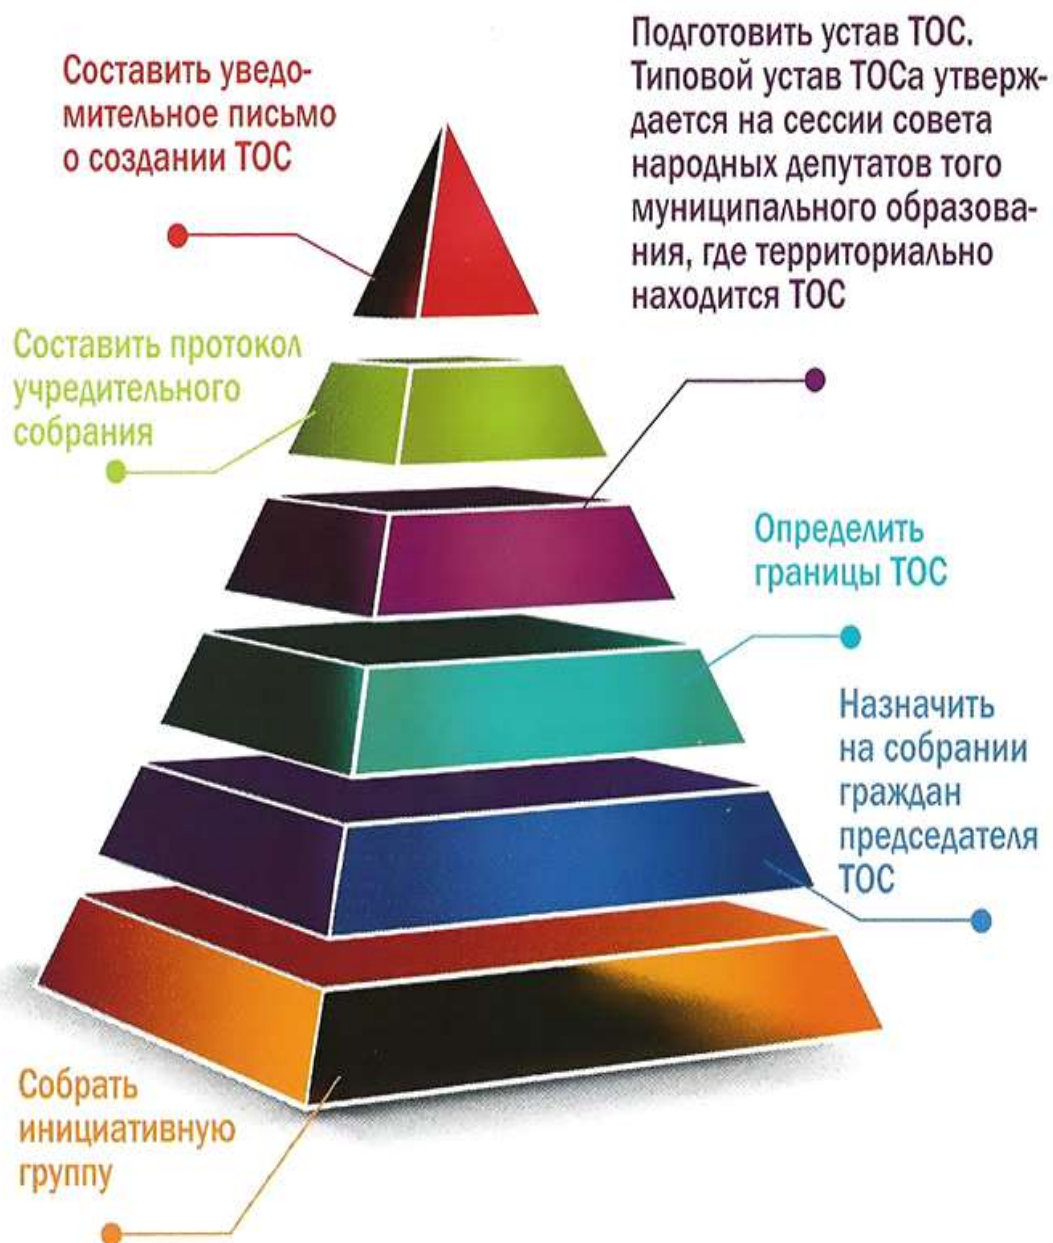 Составить уведо-
мительное письмо
о создании ТОС
Подготовить устав ТОС.
Типовой устав ТОСа утверж-
дается на сессии совета
народных депутатов того
муниципального образова-
ния, где территориально
находится ТОС
Составить протокол
учредительного
собрания
Определить
границы ТОС
Назначить
на собрании
граждан
председателя
ТОС
Собрать
инициативную
группу